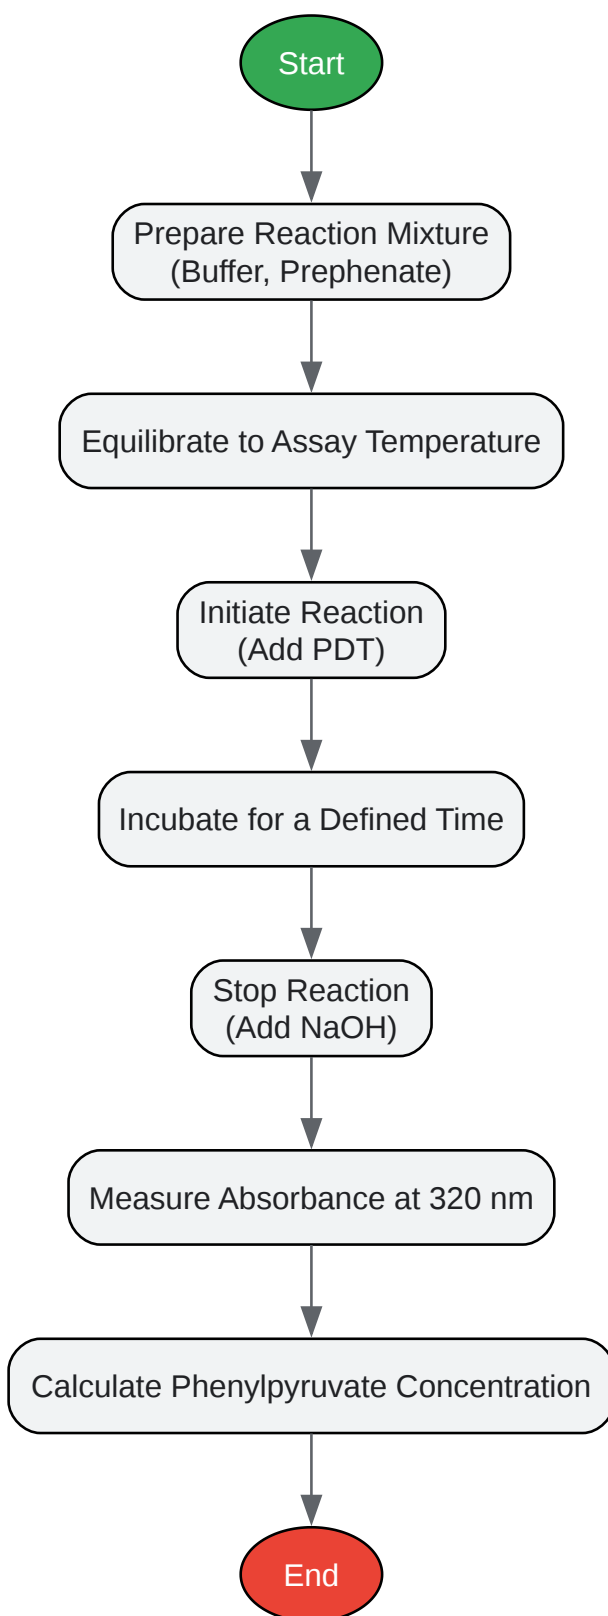 Start
Prepare Reaction Mixture
(Buffer, Prephenate)
Equilibrate to Assay Temperature
Initiate Reaction
(Add PDT)
Incubate for a Defined Time
Stop Reaction
(Add NaOH)
Measure Absorbance at 320 nm
Calculate Phenylpyruvate Concentration
End